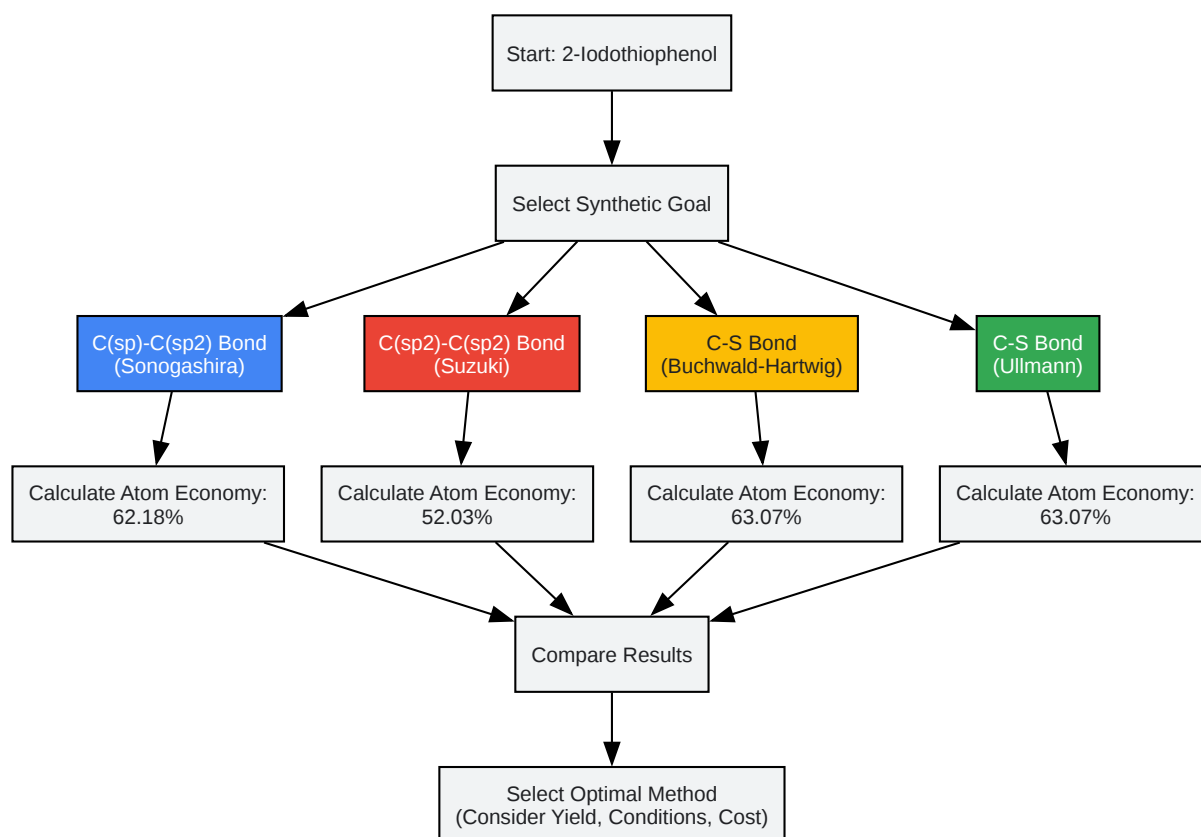 Start: 2-Iodothiophenol
Select Synthetic Goal
C(sp)-C(sp2) Bond
(Sonogashira)
C(sp2)-C(sp2) Bond
(Suzuki)
C-S Bond
(Buchwald-Hartwig)
C-S Bond
(Ullmann)
Calculate Atom Economy:
62.18%
Calculate Atom Economy:
52.03%
Calculate Atom Economy:
63.07%
Calculate Atom Economy:
63.07%
Compare Results
Select Optimal Method
(Consider Yield, Conditions, Cost)